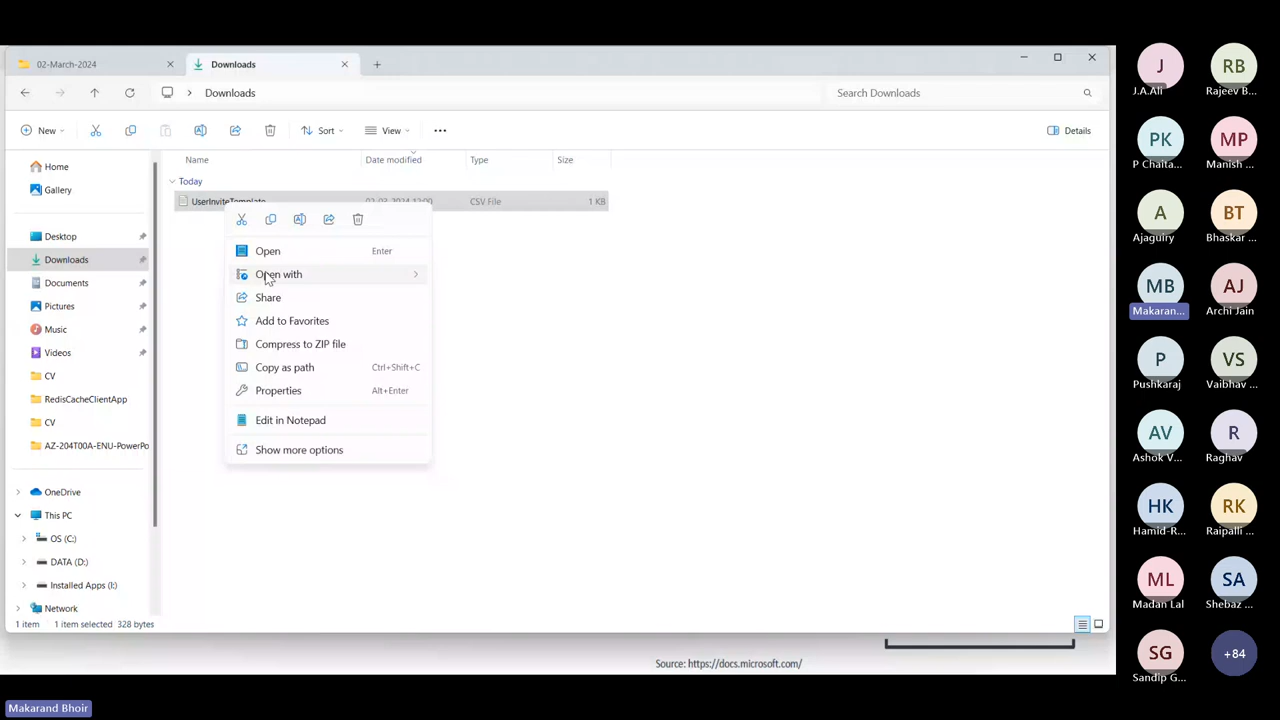 02-March-2024
Downloads
Downloads
Search Downloads
New
Sort
View
Details
Name
Date modified
Type
Size
Today
UserInviteTemplate
02-03-2024 12:00
CSV File
1 KB
Open
Enter
Open with
Share
Add to Favorites
Compress to ZIP file
Copy as path
Ctrl+Shift+C
Properties
Alt+Enter
Edit in Notepad
Show more options
Home
Gallery
Desktop
Downloads
Documents
Pictures
Music
Videos
CV
RedisCacheClientApp
CV
AZ-204T00A-ENU-PowerPo
OneDrive
This PC
OS (C:)
DATA (D:)
Installed Apps (I:)
Network
1 item
1 item selected
328 bytes
Source: https://docs.microsoft.com/
J
J.A.Ali
RB
Rajeev B...
PK
P Chaita...
MP
Manish ...
A
Ajaguiry
BT
Bhaskar ...
MB
Makaran...
AJ
Archi Jain
P
Pushkaraj
VS
Vaibhav ...
AV
Ashok V...
R
Raghav
HK
Hamid-R...
RK
Raipalli ...
ML
Madan Lal
SA
Shebaz ...
SG
Sandip G...
+84
Makarand Bhoir